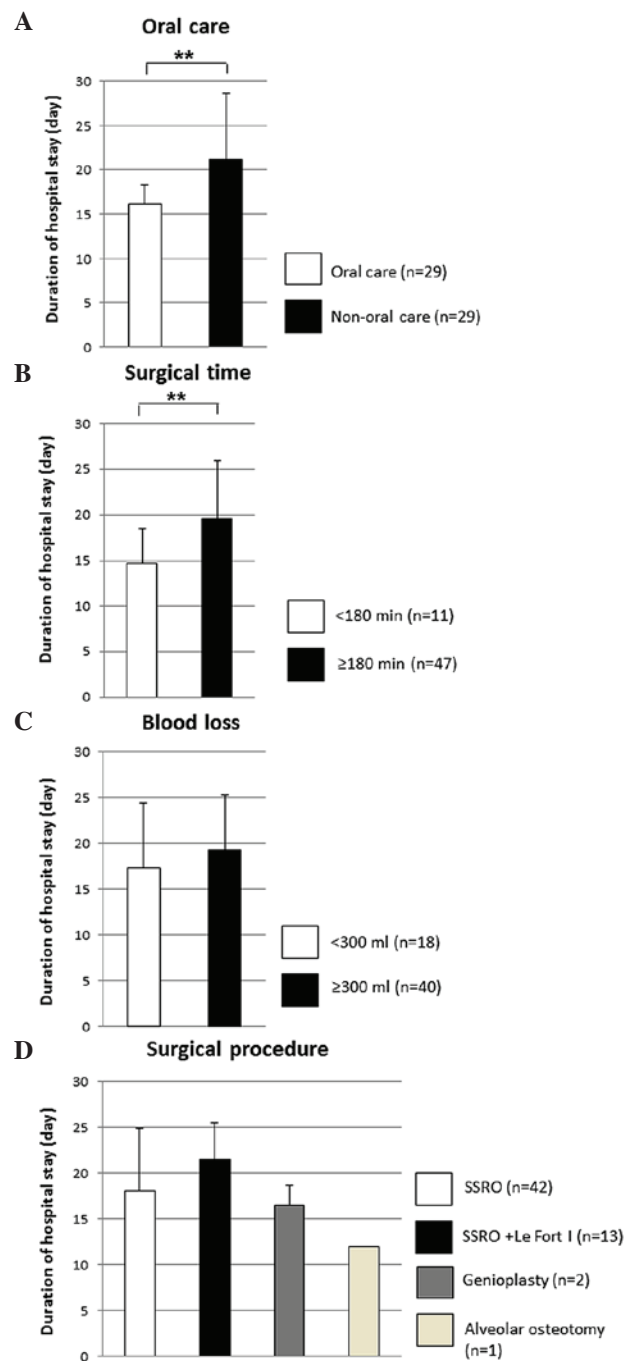 A
Oral care
**
Duration of hospital stay (day)
30
25
20
15
10
5
0
Oral care (n=29)
Non-oral care (n=29)
B
Surgical time
**
Duration of hospital stay (day)
30
25
20
15
10
5
0
<180 min (n=11)
≥180 min (n=47)
C
Blood loss
Duration of hospital stay (day)
30
25
20
15
10
5
0
<300 ml (n=18)
≥300 ml (n=40)
D
Surgical procedure
Duration of hospital stay (day)
30
25
20
15
10
5
0
SSRO (n=42)
SSRO +Le Fort I (n=13)
Genioplasty (n=2)
Alveolar osteotomy
(n=1)